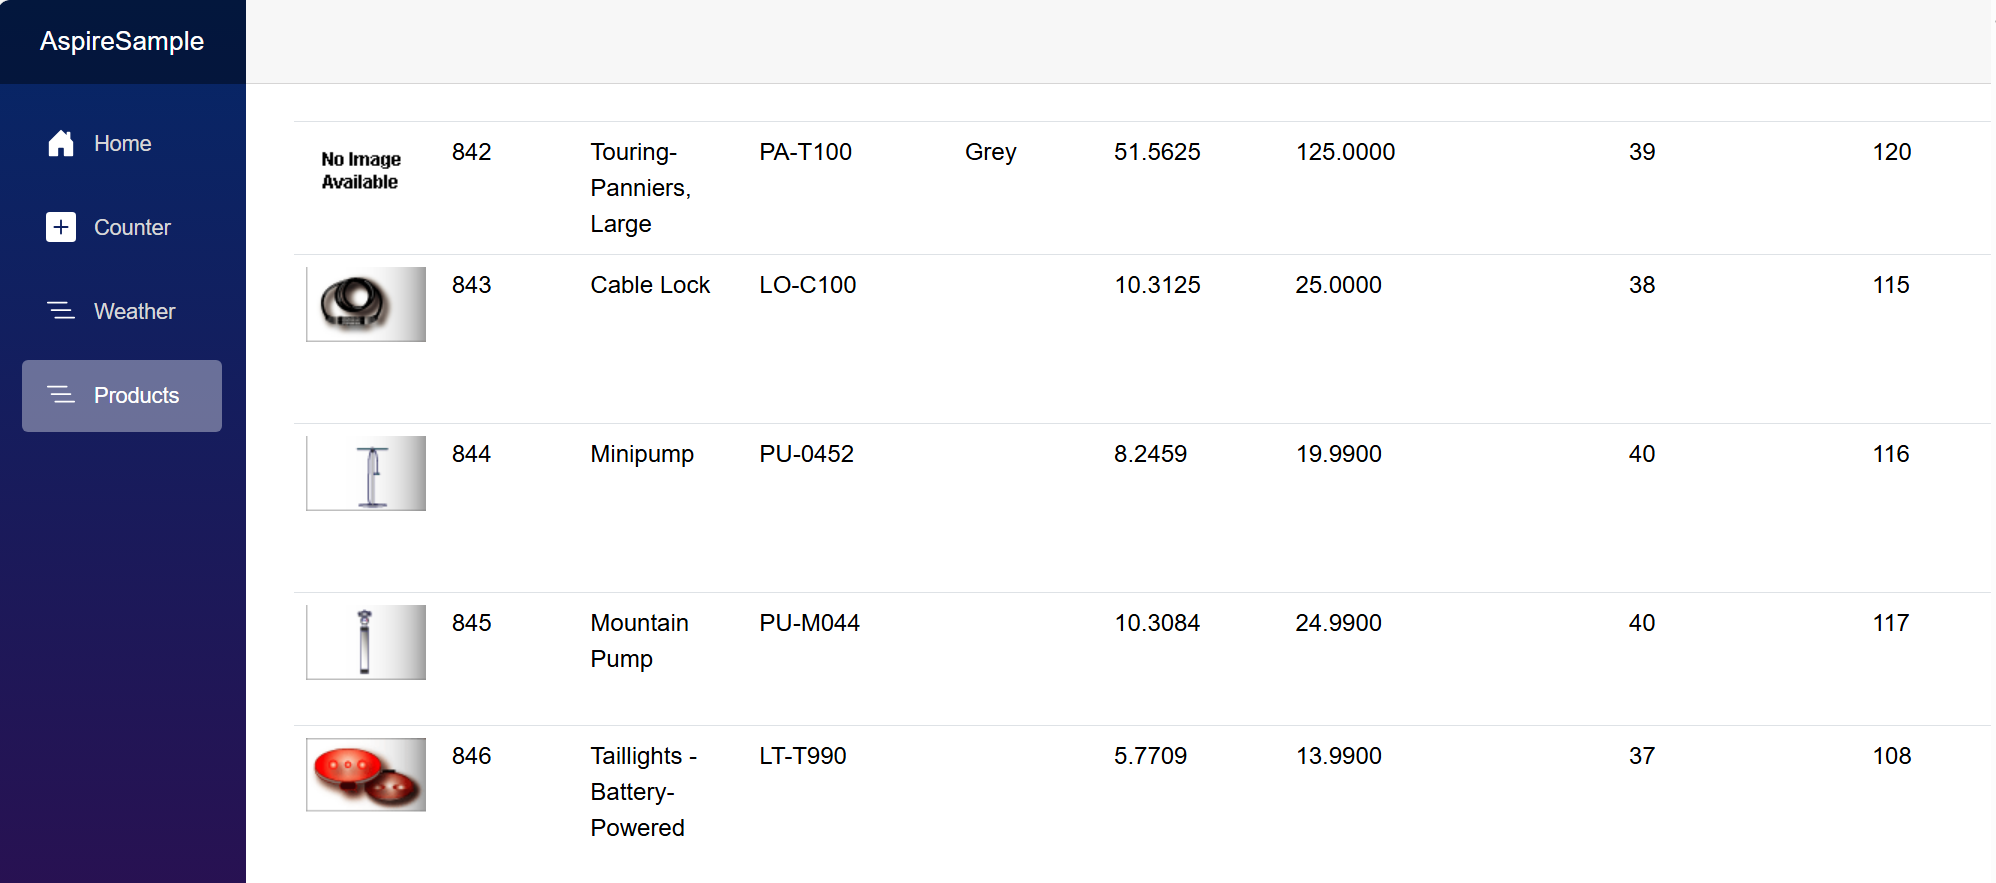 AspireSample
Home
Counter
Weather
Products
No Image
Available
842 Touring- PA-T100 Grey 51.5625 125.0000 39 120
Panniers,
Large
843 Cable Lock LO-C100 10.3125 25.0000 38 115
844 Minipump PU-0452 8.2459 19.9900 40 116
845 Mountain PU-M044 10.3084 24.9900 40 117
Pump
846 Taillights - LT-T990 5.7709 13.9900 37 108
Battery-
Powered